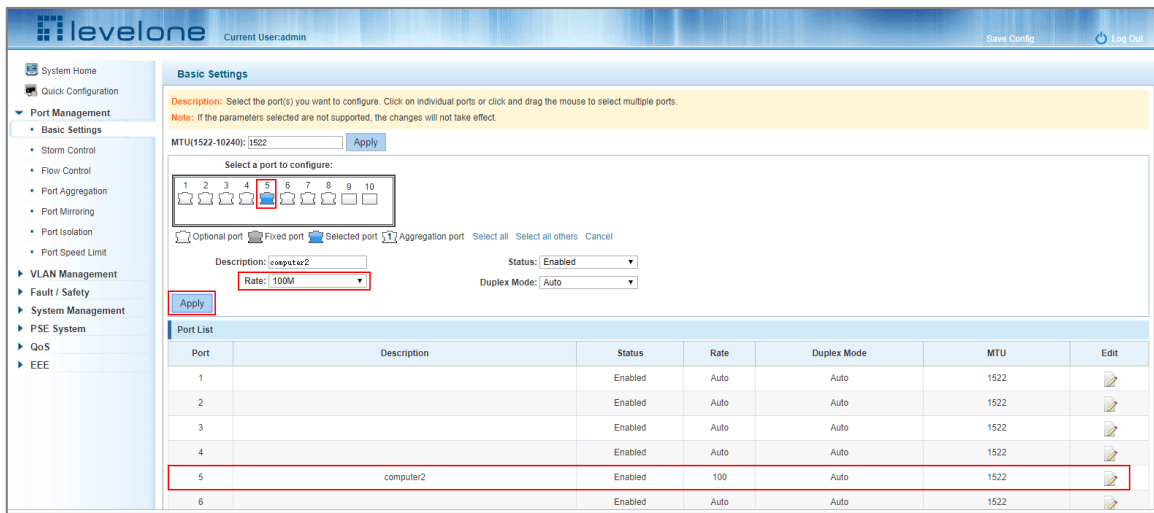 levelone Current User:admin Save Config Log Out
System Home
Quick Configuration
Port Management
Basic Settings
Storm Control
Flow Control
Port Aggregation
Port Mirroring
Port Isolation
Port Speed Limit
VLAN Management
Fault / Safety
System Management
PSE System
QoS
EEE
Basic Settings
Description: Select the port(s) you want to configure. Click on individual ports or click and drag the mouse to select multiple ports.
Note: If the parameters selected are not supported, the changes will not take effect.
MTU(1522-10240): 1522 Apply
Select a port to configure:
1 2 3 4 5 6 7 8 9 10
Optional port Fixed port Selected port 1 Aggregation port Select all Select all others Cancel
Description: computer2 Status: Enabled
Rate: 100M Duplex Mode: Auto
Apply
Port List
Port Description Status Rate Duplex Mode MTU Edit
1 Enabled Auto Auto 1522
2 Enabled Auto Auto 1522
3 Enabled Auto Auto 1522
4 Enabled Auto Auto 1522
5 computer2 Enabled 100 Auto 1522
6 Enabled Auto Auto 1522